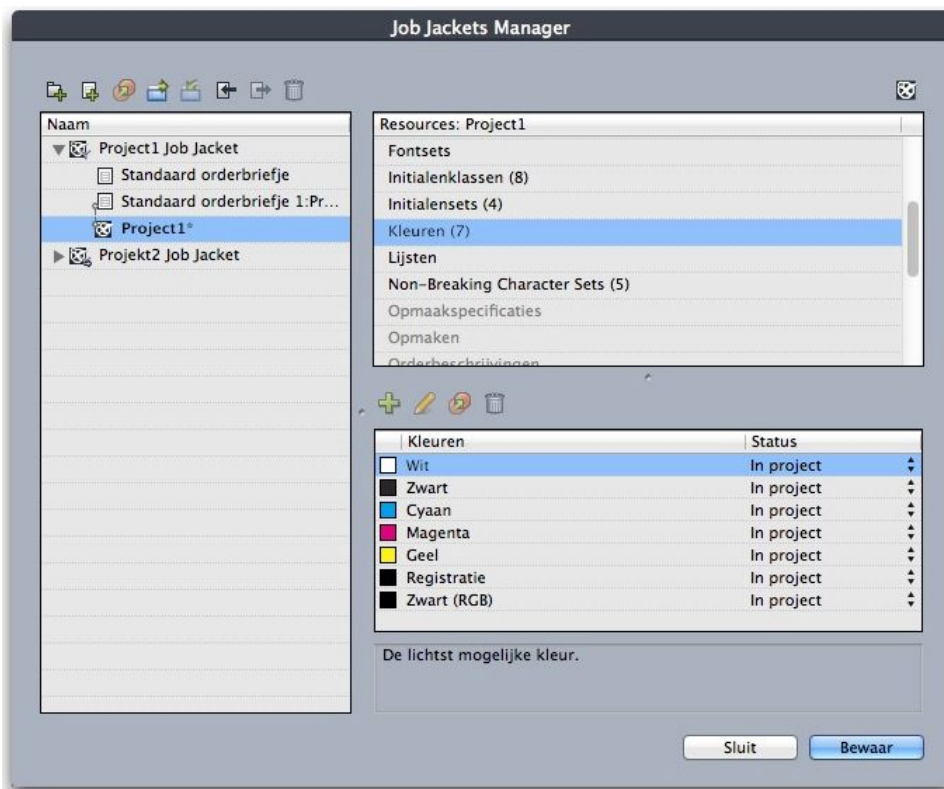 Job Jackets Manager
Naam
Project1 Job Jacket
Standaard orderbriefje
Standaard orderbriefje 1:Pr...
Project1*
Projekt2 Job Jacket
Resources: Project1
Fontsets
Initialenklassen (8)
Initialensets (4)
Kleuren (7)
Lijsten
Non-Breaking Character Sets (5)
Opmaakspecificaties
Opmaken
Orderbeschrijvingen
Kleuren Status
Wit In project
Zwart In project
Cyaan In project
Magenta In project
Geel In project
Registratie In project
Zwart (RGB) In project
De lichtst mogelijke kleur.
Sluit Bewaar